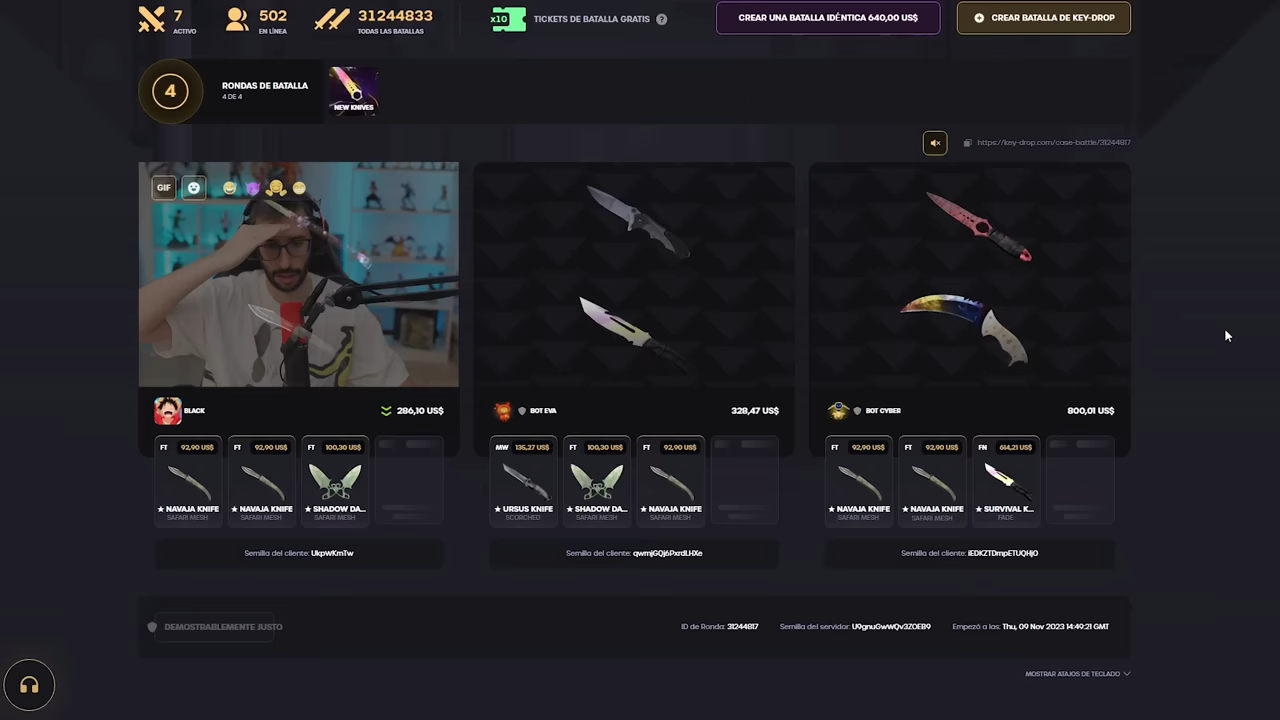 7
ACTIVO
502
EN LÍNEA
31244833
TODAS LAS BATALLAS
x10
TICKETS DE BATALLA GRATIS ?
CREAR UNA BATALLA IDÉNTICA 640,00 US$
CREAR BATALLA DE KEY-DROP
4
RONDAS DE BATALLA
4 DE 4
NEW KNIVES
https://key-drop.com/case-battle/31244817
GIF
BLACK
286,10 US$
BOT EVA
328,47 US$
BOT CYBER
800,01 US$
FT 92,90 US$
★ NAVAJA KNIFE
SAFARI MESH
FT 92,90 US$
★ NAVAJA KNIFE
SAFARI MESH
FT 100,30 US$
★ SHADOW DA...
SAFARI MESH
MW 135,27 US$
★ URSUS KNIFE
SCORCHED
FT 100,30 US$
★ SHADOW DA...
SAFARI MESH
FT 92,90 US$
★ NAVAJA KNIFE
SAFARI MESH
FT 92,90 US$
★ NAVAJA KNIFE
SAFARI MESH
FT 92,90 US$
★ NAVAJA KNIFE
SAFARI MESH
FN 614,21 US$
★ SURVIVAL K...
FADE
Semilla del cliente: UkpWKmTw
Semilla del cliente:
Semilla del cliente:
DEMOSTRABLEMENTE JUSTO
ID de Ronda: 31244817
Semilla del servidor: U9gnuGwWQv3ZOEB9
Empezó a las: Thu, 09 Nov 2023 14:49:21 GMT
MOSTRAR ATAJOS DE TECLADO